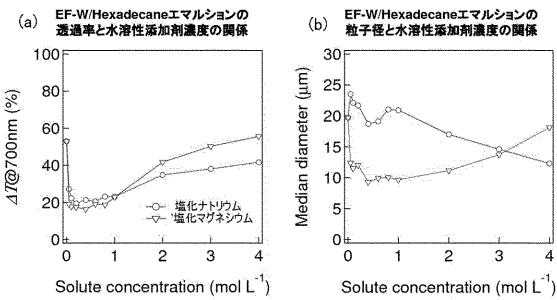 (a)
EF-W/Hexadecaneエマルションの
透過率と水溶性添加剤濃度の関係
100
80
60
40
20
0
ΔT@700nm (%)
塩化ナトリウム
塩化マグネシウム
0
1
2
3
4
Solute concentration (mol L⁻¹)
(b)
EF-W/Hexadecaneエマルションの
粒子径と水溶性添加剤濃度の関係
30
25
20
15
10
5
0
Median diameter (μm)
0
1
2
3
4
Solute concentration (mol L⁻¹)